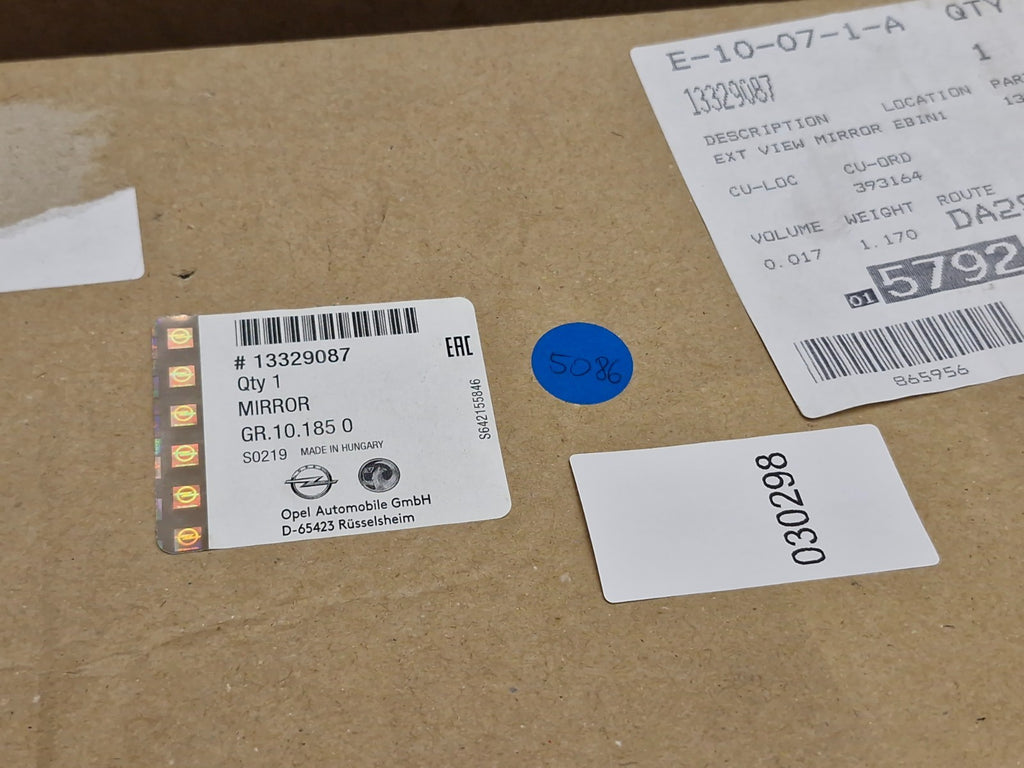 # 13329087
Qty 1
MIRROR
GR.10.185 0
S0219 MADE IN HUNGARY
Opel Automobile GmbH
D-65423 Rüsselsheim
EAC
S642155846
5086
030298
E-10-07-1-A QTY
13329087 1
DESCRIPTION LOCATION
EXT VIEW MIRROR EBIN1
CU-LOC CU-ORD
393164
VOLUME WEIGHT ROUTE
0.017 1.170
01 5792
865956